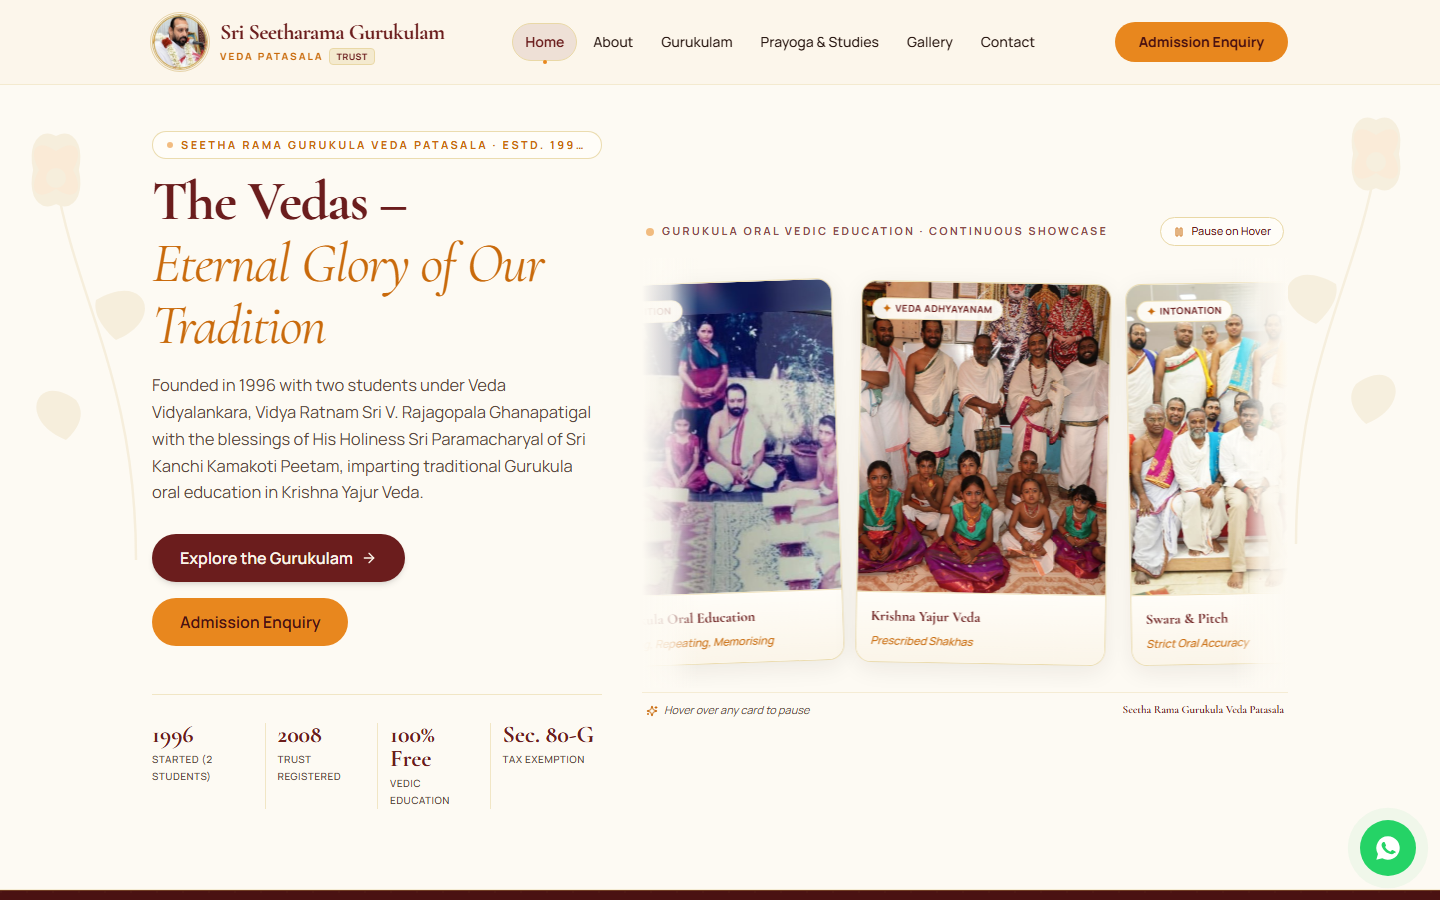 Sri Seetharama Gurukulam
VEDA PATASALA TRUST
Home
About
Gurukulam
Prayoga & Studies
Gallery
Contact
Admission Enquiry
SEETHA RAMA GURUKULA VEDA PATASALA · ESTD. 199…
The Vedas –
Eternal Glory of Our
Tradition
Founded in 1996 with two students under Veda
Vidyalankara, Vidya Ratnam Sri V. Rajagopala Ghanapatigal
with the blessings of His Holiness Sri Paramacharyal of Sri
Kanchi Kamakoti Peetam, imparting traditional Gurukula
oral education in Krishna Yajur Veda.
Explore the Gurukulam →
Admission Enquiry
1996
STARTED (2
STUDENTS)
2008
TRUST
REGISTERED
100%
Free
VEDIC
EDUCATION
Sec. 80-G
TAX EXEMPTION
GURUKULA ORAL VEDIC EDUCATION · CONTINUOUS SHOWCASE
Pause on Hover
Oral Education
Repeating, Memorising
✦ VEDA ADHYAYANAM
Krishna Yajur Veda
Prescribed Shakhas
✦ INTONATION
Swara & Pitch
Strict Oral Accuracy
Hover over any card to pause
Seetha Rama Gurukula Veda Patasala